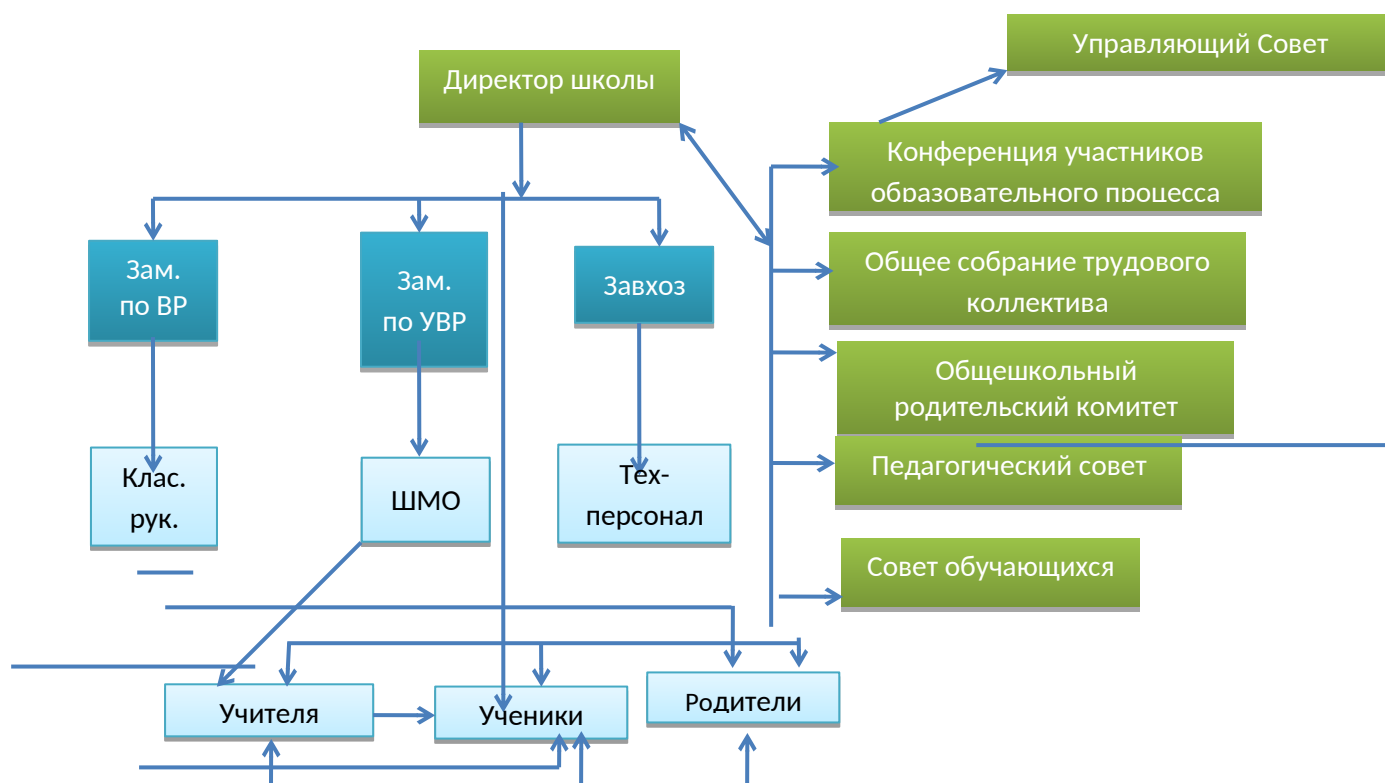 Управляющий Совет
Директор школы
Конференция участников
образовательного процесса
Общее собрание трудового
коллектива
Зам.
по ВР
Зам.
по УВР
Завхоз
Общешкольный
родительский комитет
Педагогический совет
Клас.
рук.
ШМО
Тех-
персонал
Совет обучающихся
Учителя
Ученики
Родители